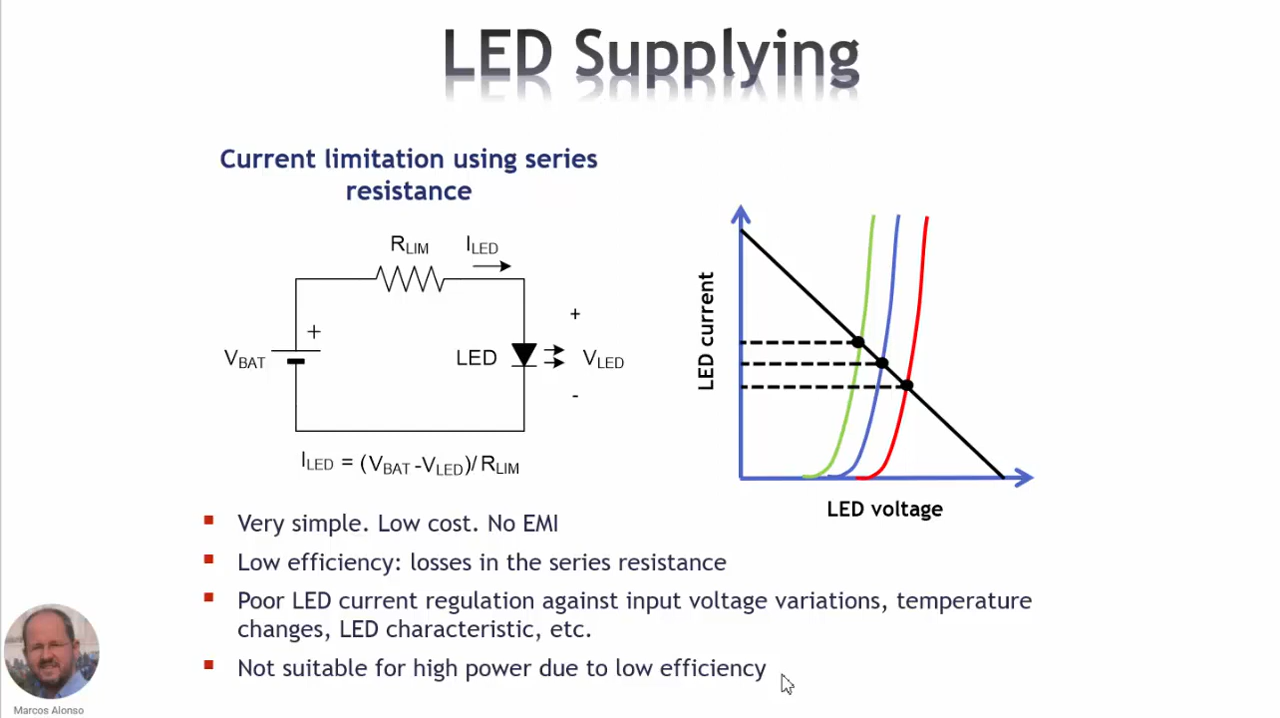 LED Supplying
Current limitation using series
resistance
R_LIM
I_LED
+
+
V_BAT
LED
V_LED
-
I_LED = (V_BAT -V_LED)/ R_LIM
LED current
LED voltage
▪ Very simple. Low cost. No EMI
▪ Low efficiency: losses in the series resistance
▪ Poor LED current regulation against input voltage variations, temperature
changes, LED characteristic, etc.
▪ Not suitable for high power due to low efficiency
Marcos Alonso